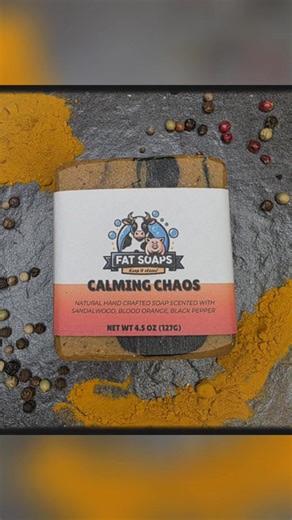 FAT SOAPS
Keep it clean!
CALMING CHAOS
NATURAL HAND CRAFTED SOAP SCENTED WITH
SANDALWOOD, BLOOD ORANGE, BLACK PEPPER
NET WT 4.5 OZ (127G)